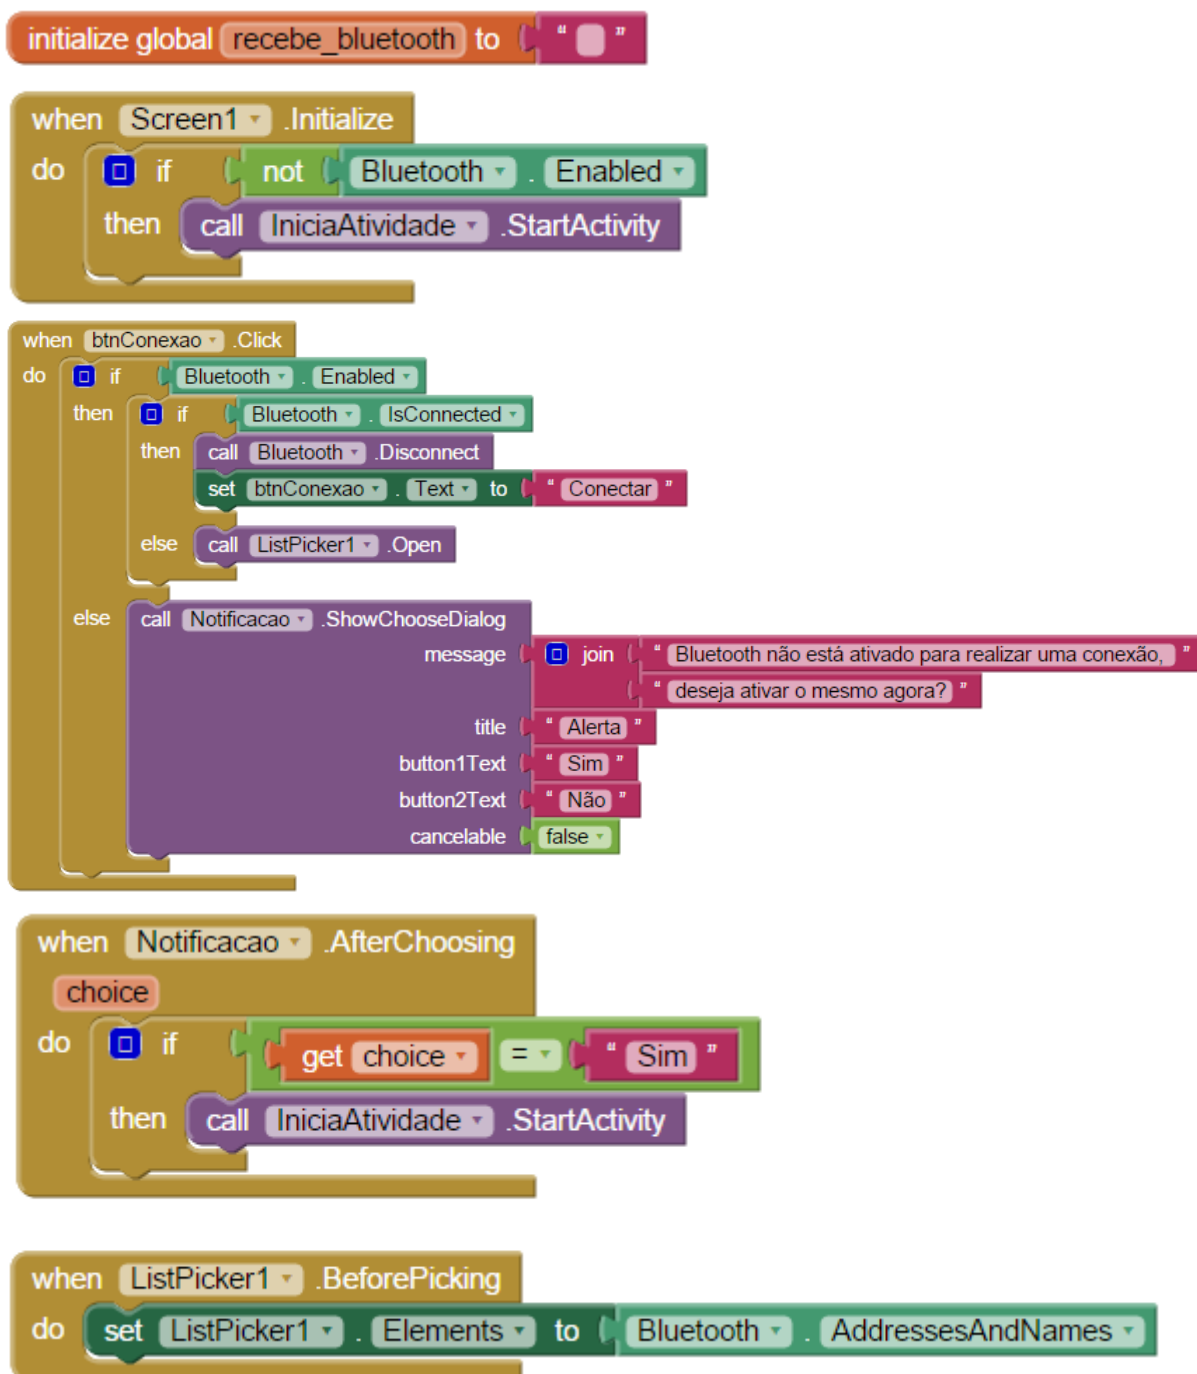 initialize global recebe_bluetooth to " "
when Screen1 .Initialize
do if not Bluetooth . Enabled
then call IniciaAtividade .StartActivity
when btnConexao .Click
do if Bluetooth . Enabled
then if Bluetooth . IsConnected
then call Bluetooth .Disconnect
set btnConexao . Text to " Conectar "
else call ListPicker1 .Open
else call Notificacao .ShowChooseDialog
message join " Bluetooth não está ativado para realizar uma conexão, "
" deseja ativar o mesmo agora? "
title " Alerta "
button1Text " Sim "
button2Text " Não "
cancelable false
when Notificacao .AfterChoosing
choice
do if get choice = " Sim "
then call IniciaAtividade .StartActivity
when ListPicker1 .BeforePicking
do set ListPicker1 . Elements to Bluetooth . AddressesAndNames